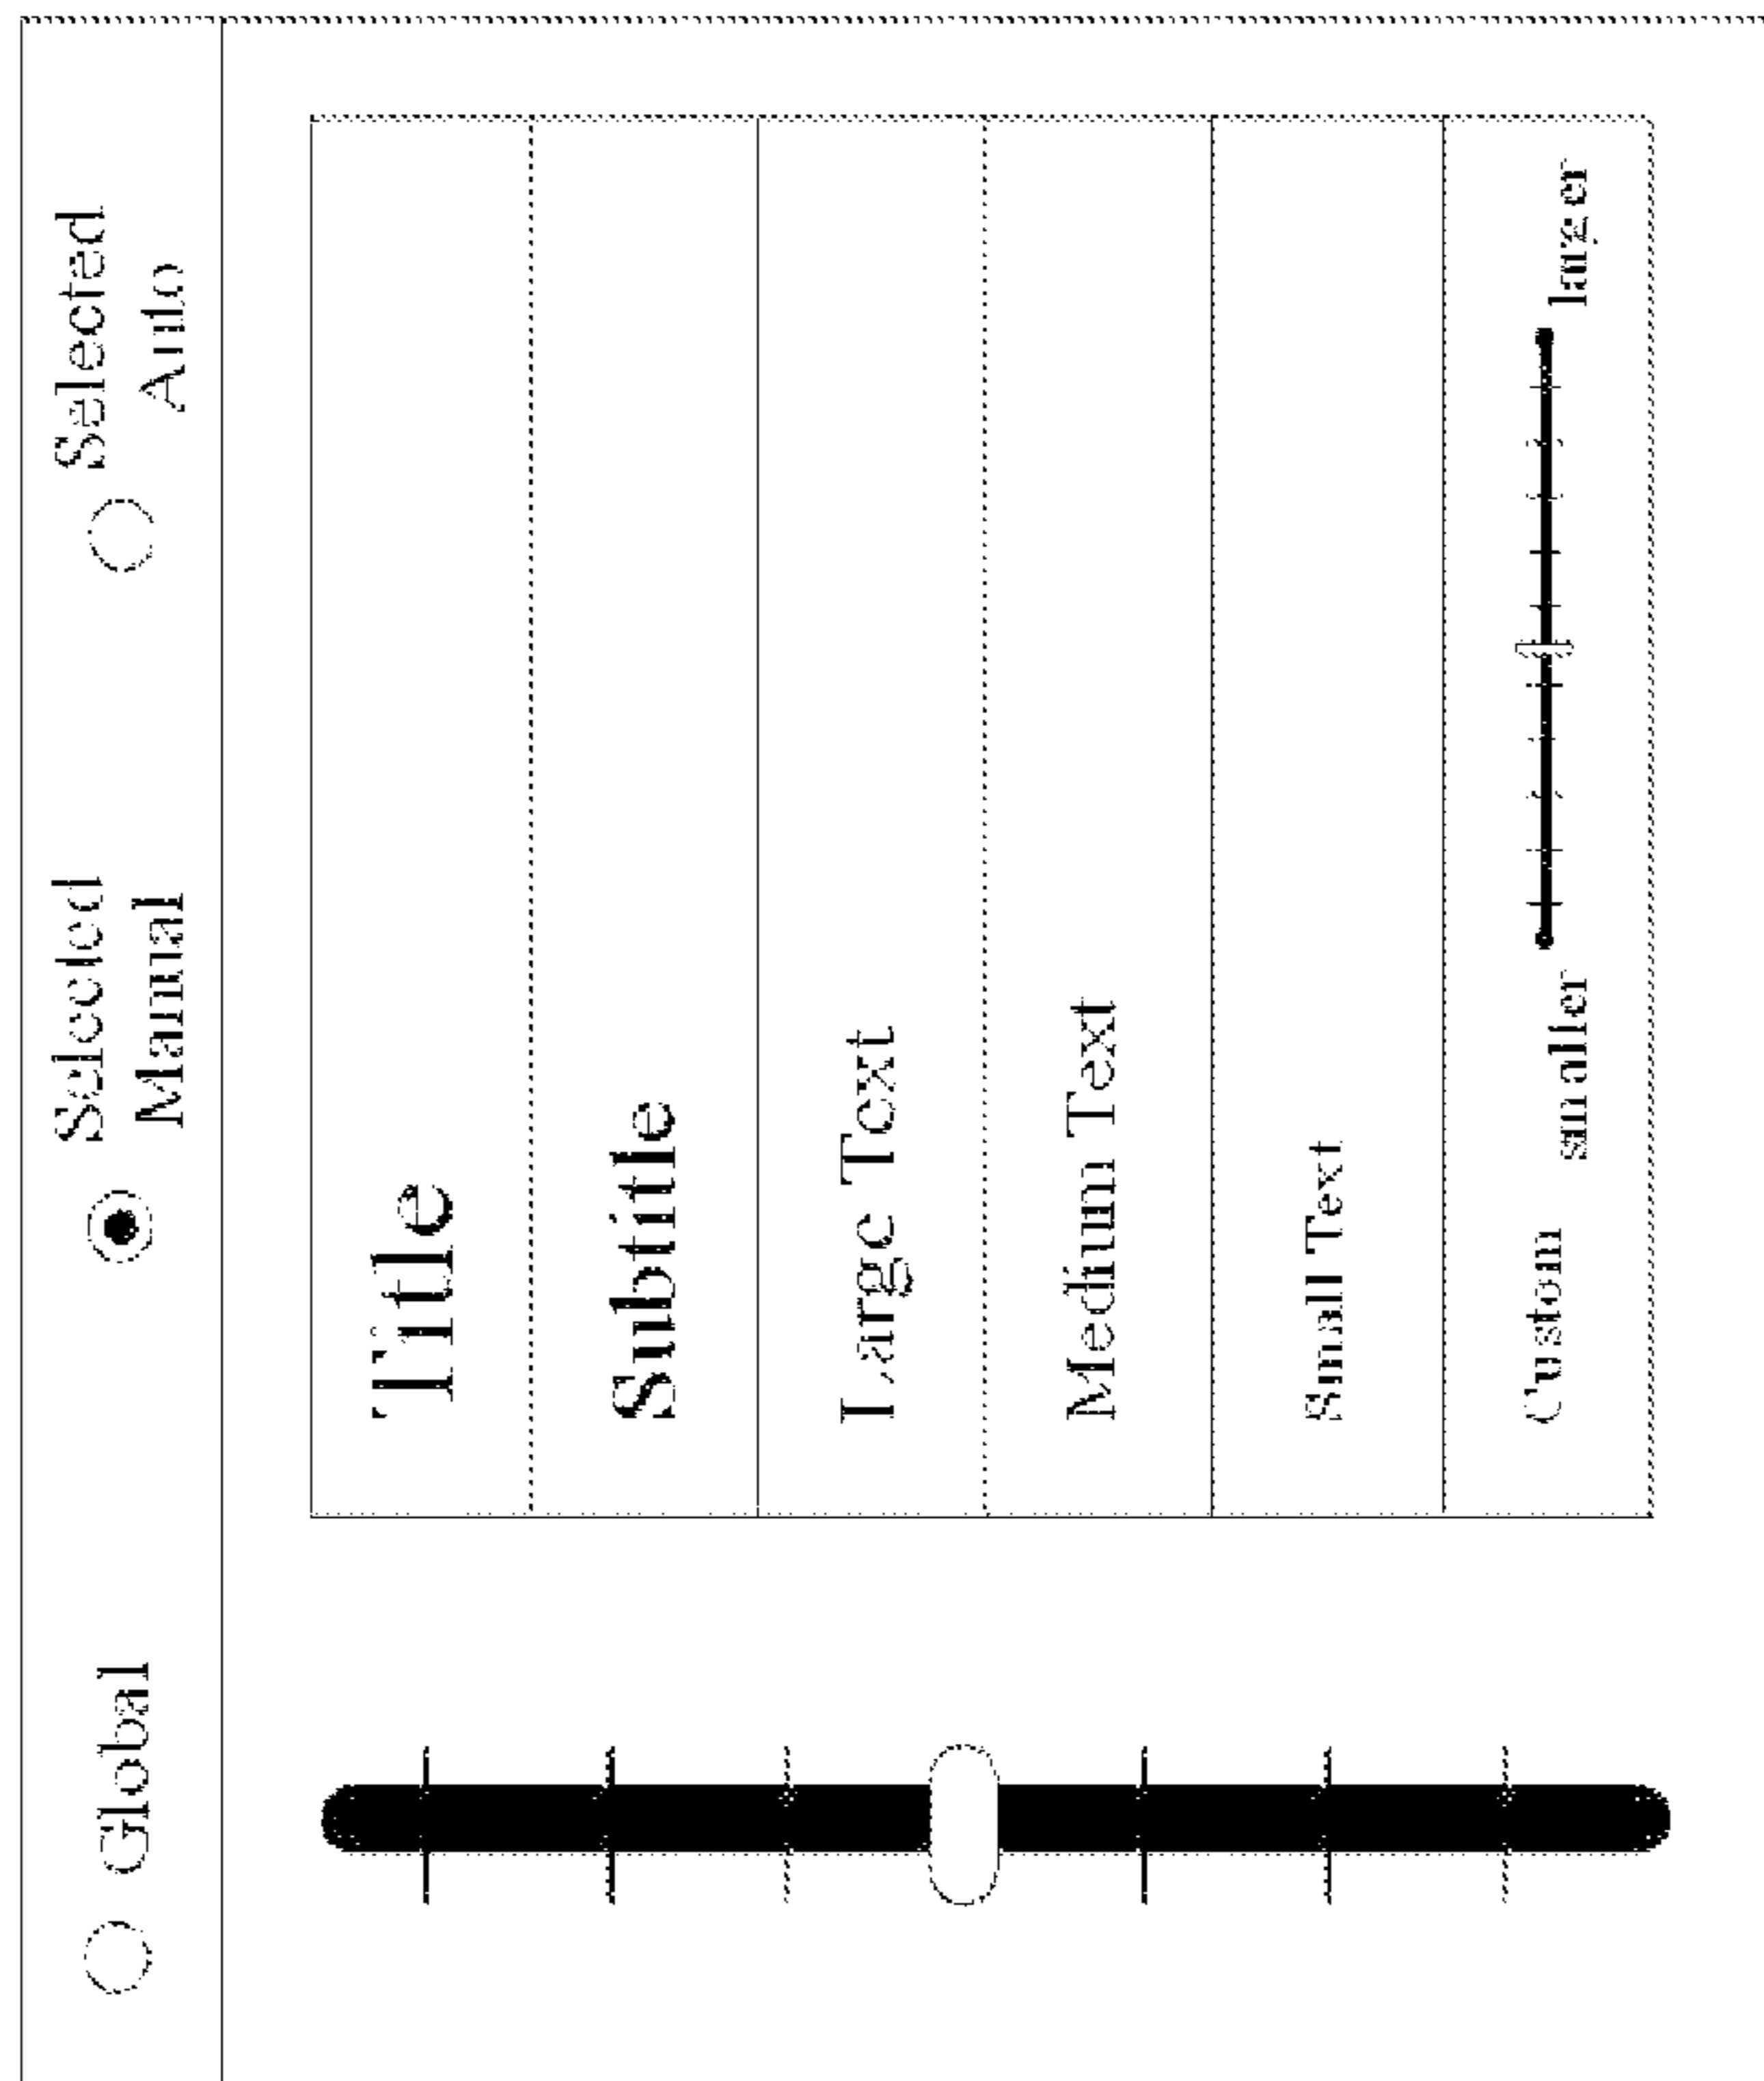 Global
Selected
Manual
Selected
Auto
Title
Subtitle
Large Text
Medium Text
Small Text
Custom
smaller
larger